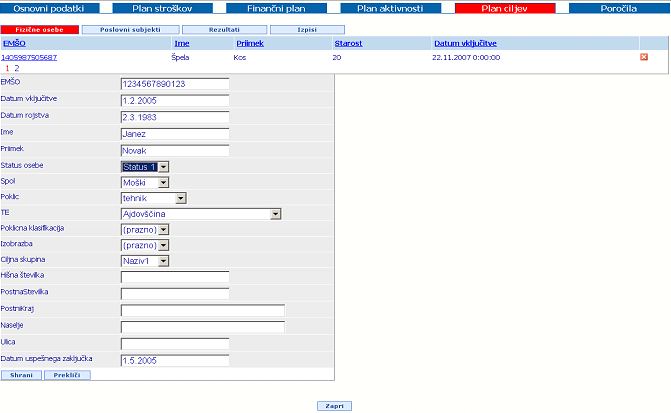 Osnovni podatki Plan stroškov Finančni plan Plan aktivnosti Plan ciljev Poročila
Fizične osebe Poslovni subjekti Rezultati Izpisi
EMŠO Ime Priimek Starost Datum vključitve
1405987505687 Špela Kos 20 22.11.2007 0:00:00
1 2
EMŠO 1234567890123
Datum vključitve 1.2.2005
Datum rojstva 2.3.1983
Ime Janez
Priimek Novak
Status osebe Status 1
Spol Moški
Poklic tehnik
TE Ajdovščina
Poklicna klasifikacija (prazno)
Izobrazba (prazno)
Ciljna skupina Naziv1
Hišna številka
PostnaStevilka
PostniKraj
Naselje
Ulica
Datum uspešnega zaključka 1.5.2005
Shrani Prekliči
Zapri